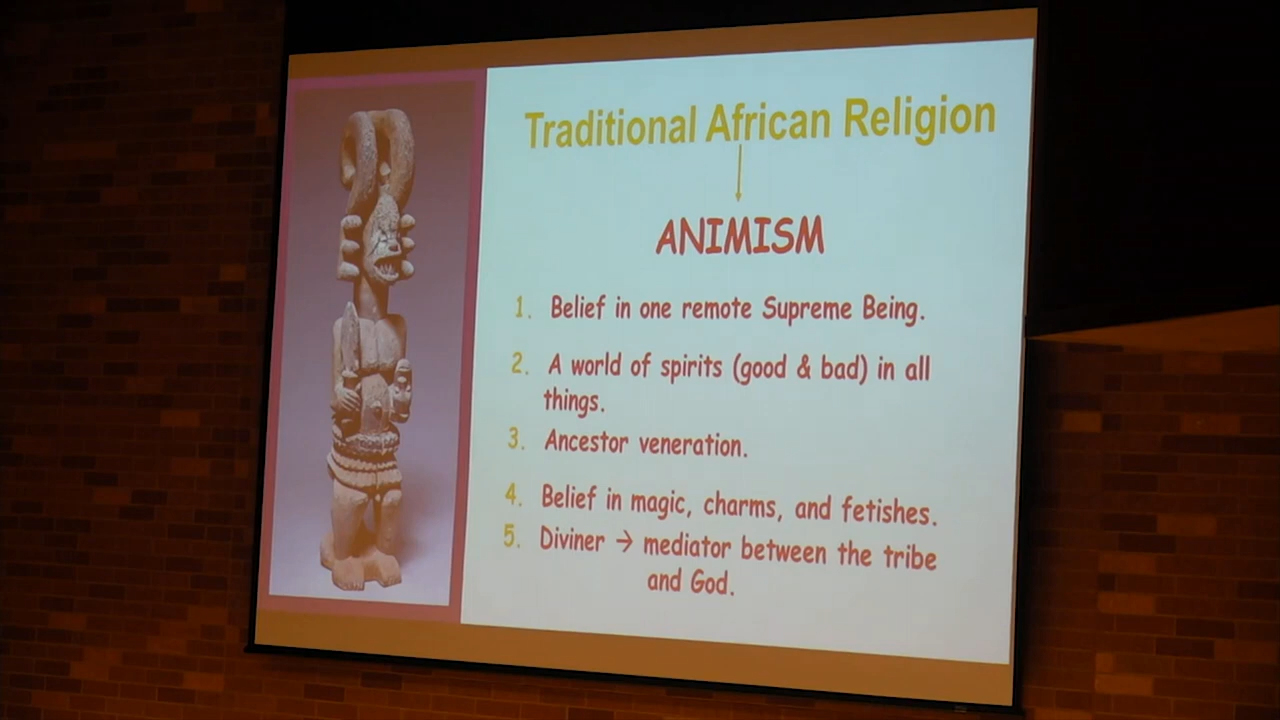 Traditional African Religion
ANIMISM
1. Belief in one remote Supreme Being.
2. A world of spirits (good & bad) in all
things.
3. Ancestor veneration.
4. Belief in magic, charms, and fetishes.
5. Diviner → mediator between the tribe
and God.